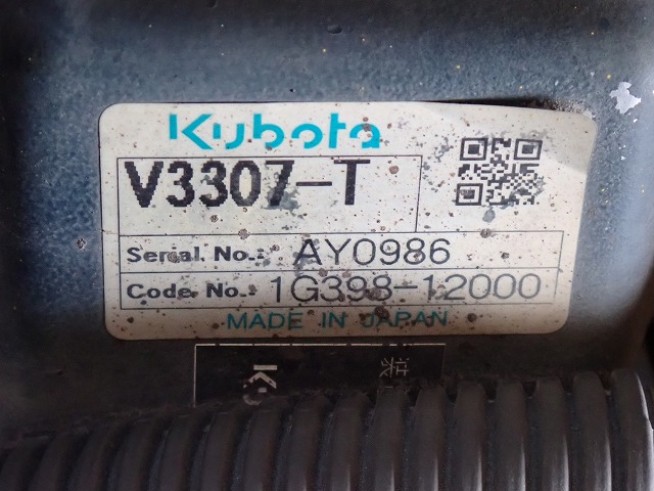 Kubota
V3307-T
Serial. No.: AY0986
Code. No.: 1G398-12000
MADE IN JAPAN